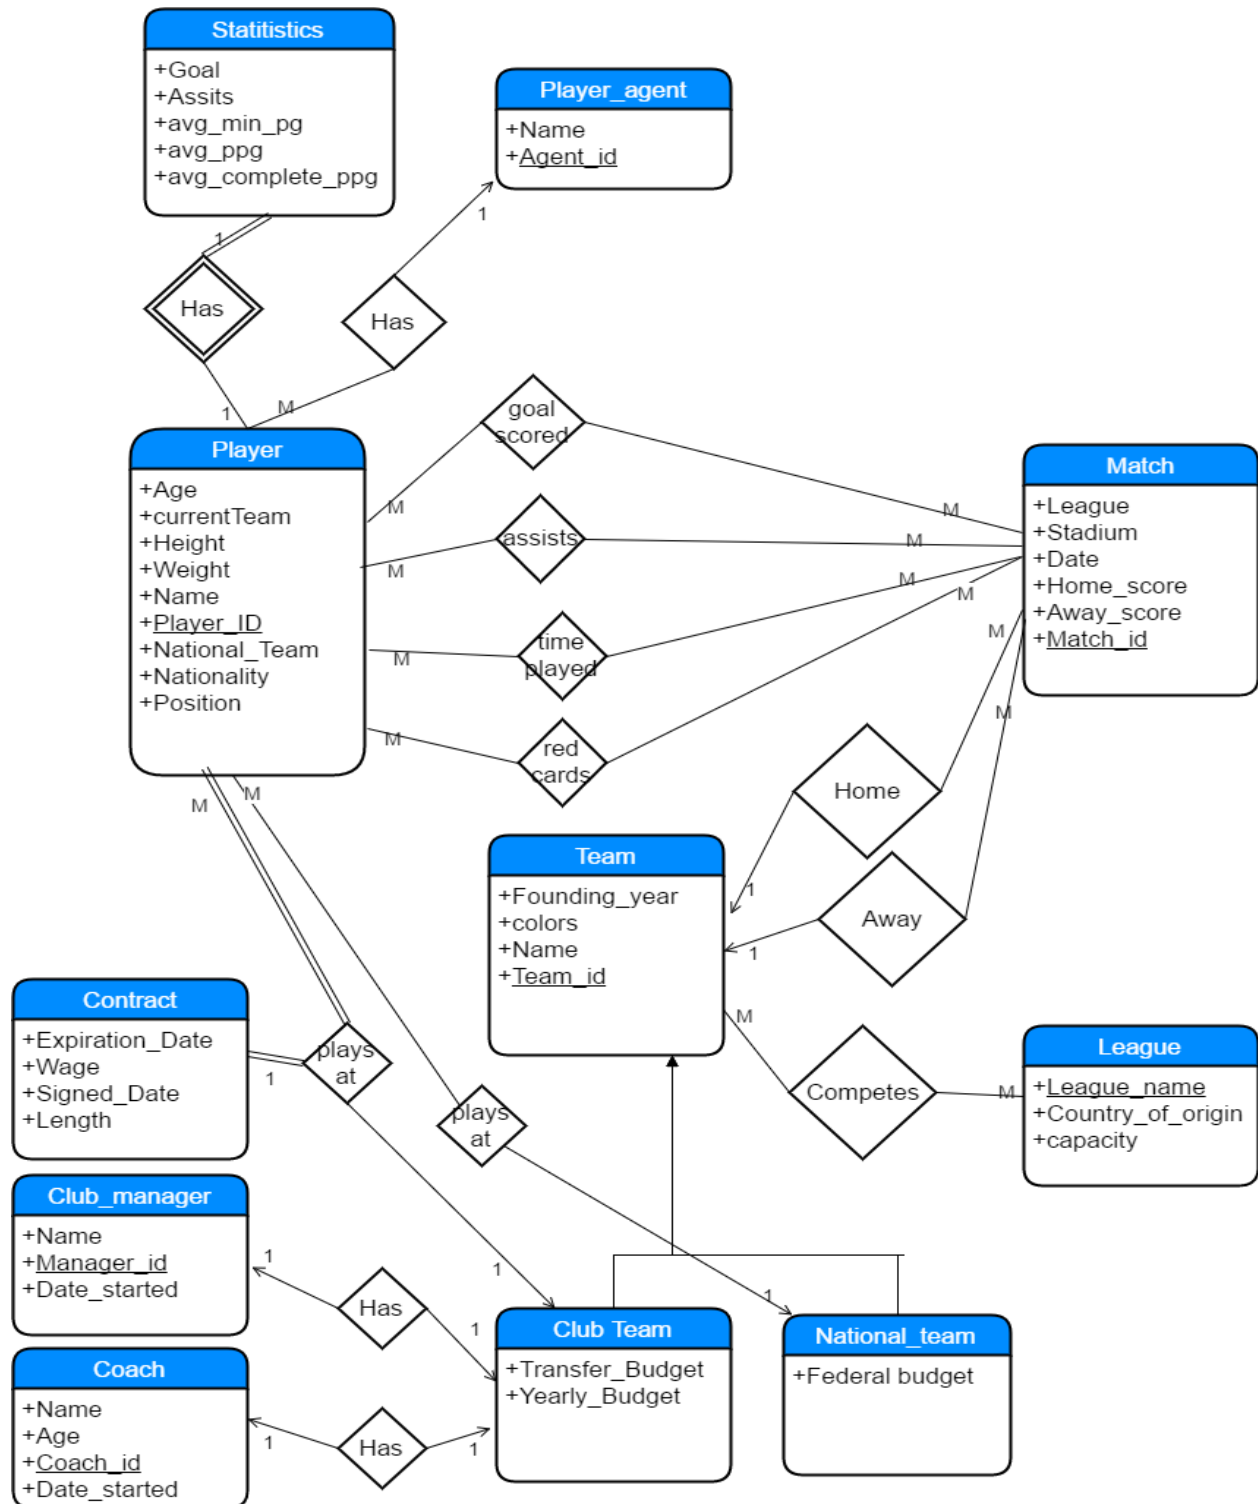 Statitistics
+Goal
+Assits
+avg_min_pg
+avg_ppg
+avg_complete_ppg
Player_agent
+Name
+Agent_id
1
1
Has
Has
1
M
Player
+Age
+currentTeam
+Height
+Weight
+Name
+Player_ID
+National_Team
+Nationality
+Position
goal
scored
M
M
assists
M
M
time
played
M
M
red
cards
M
M
Match
+League
+Stadium
+Date
+Home_score
+Away_score
+Match_id
M
M
Home
1
Away
1
M
M
Team
+Founding_year
+colors
+Name
+Team_id
M
Competes
M
League
+League_name
+Country_of_origin
+capacity
Contract
+Expiration_Date
+Wage
+Signed_Date
+Length
1
plays
at
plays
at
1
1
Club_manager
+Name
+Manager_id
+Date_started
1
Has
1
Club Team
+Transfer_Budget
+Yearly_Budget
National_team
+Federal budget
Coach
+Name
+Age
+Coach_id
+Date_started
1
Has
1